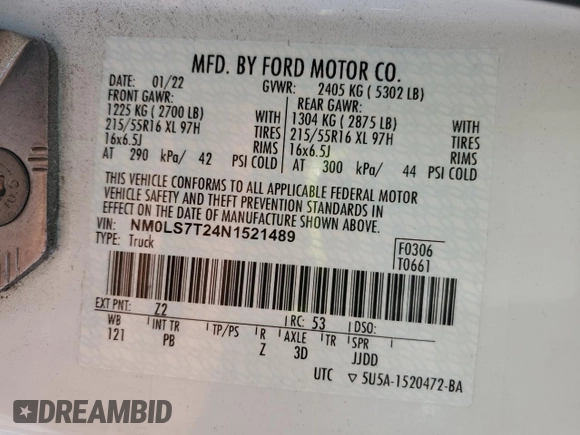 MFD. BY FORD MOTOR CO.
DATE: 01/22 GVWR: 2405 KG ( 5302 LB)
FRONT GAWR: REAR GAWR:
1225 KG ( 2700 LB) WITH 1304 KG ( 2875 LB) WITH
215/55R16 XL 97H TIRES 215/55R16 XL 97H TIRES
16x6.5J RIMS 16x6.5J RIMS
AT 290 kPa/ 42 PSI COLD AT 300 kPa/ 44 PSI COLD
THIS VEHICLE CONFORMS TO ALL APPLICABLE FEDERAL MOTOR
VEHICLE SAFETY AND THEFT PREVENTION STANDARDS IN
EFFECT ON THE DATE OF MANUFACTURE SHOWN ABOVE.
VIN: NM0LS7T24N1521489
TYPE: Truck
F0306
T0661
EXT PNT: Z2 RC: 53 DSO:
WB INT TR TP/PS R AXLE TR SPR
121 PB Z 3D JJDD
UTC 5U5A-1520472-BA
DREAMBID